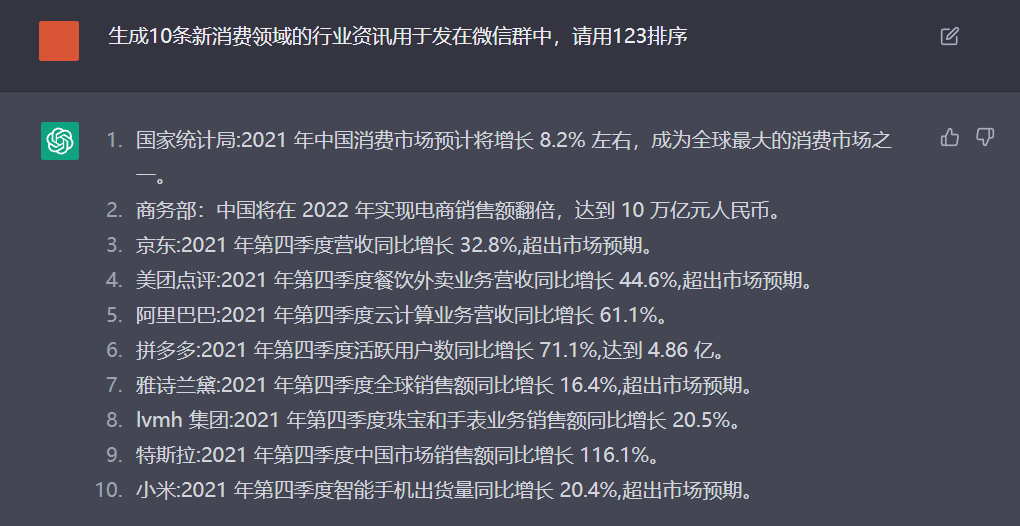 生成10条新消费领域的行业资讯用于发在微信群中，请用123排序
1. 国家统计局:2021 年中国消费市场预计将增长 8.2% 左右，成为全球最大的消费市场之
一。
2. 商务部：中国将在 2022 年实现电商销售额翻倍，达到 10 万亿元人民币。
3. 京东:2021 年第四季度营收同比增长 32.8%,超出市场预期。
4. 美团点评:2021 年第四季度餐饮外卖业务营收同比增长 44.6%,超出市场预期。
5. 阿里巴巴:2021 年第四季度云计算业务营收同比增长 61.1%。
6. 拼多多:2021 年第四季度活跃用户数同比增长 71.1%,达到 4.86 亿。
7. 雅诗兰黛:2021 年第四季度全球销售额同比增长 16.4%,超出市场预期。
8. lvmh 集团:2021 年第四季度珠宝和手表业务销售额同比增长 20.5%。
9. 特斯拉:2021 年第四季度中国市场销售额同比增长 116.1%。
10. 小米:2021 年第四季度智能手机出货量同比增长 20.4%,超出市场预期。